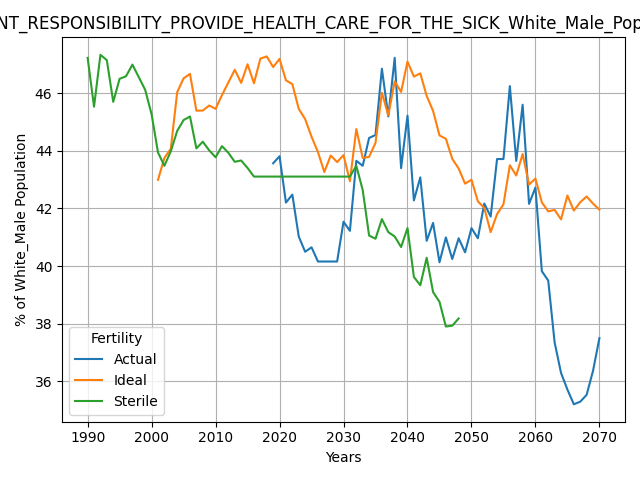 NT_RESPONSIBILITY_PROVIDE_HEALTH_CARE_FOR_THE_SICK_White_Male_Pop
% of White_Male Population
46
44
42
40
38
36
Fertility
Actual
Ideal
Sterile
1990 2000 2010 2020 2030 2040 2050 2060 2070
Years